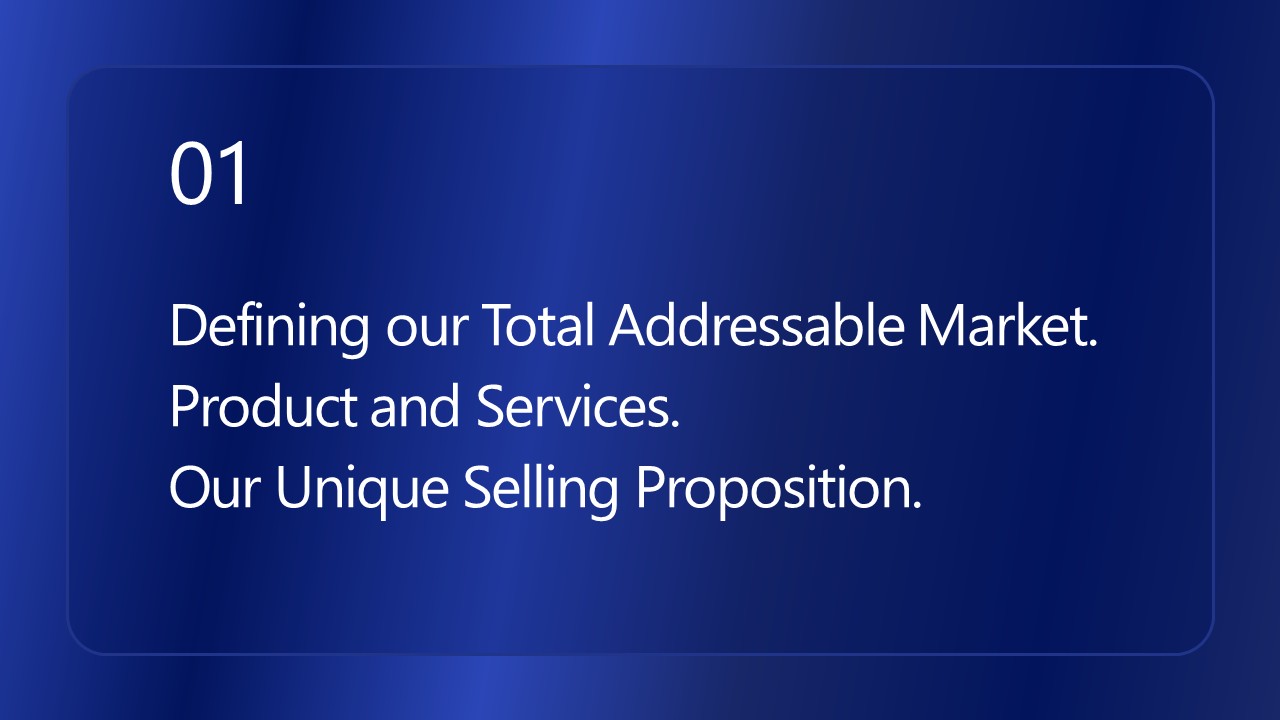 01
Defining our Total Addressable Market.
Product and Services.
Our Unique Selling Proposition.